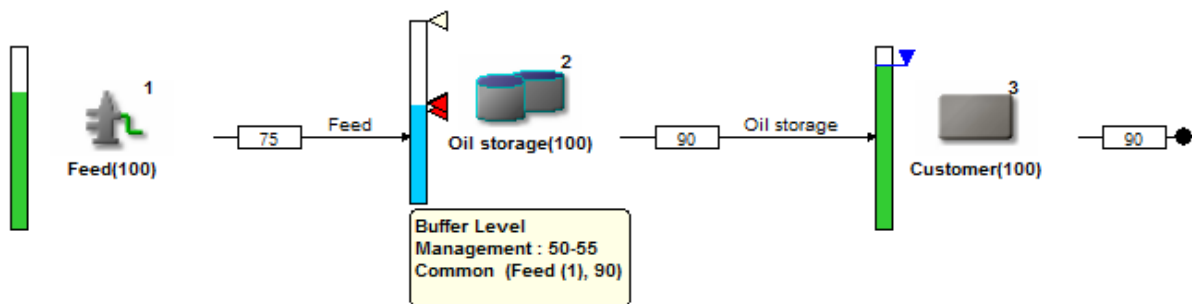 1
Feed(100)
75
Feed
2
Oil storage(100)
Buffer Level
Management : 50-55
Common  (Feed (1), 90)
90
Oil storage
3
Customer(100)
90